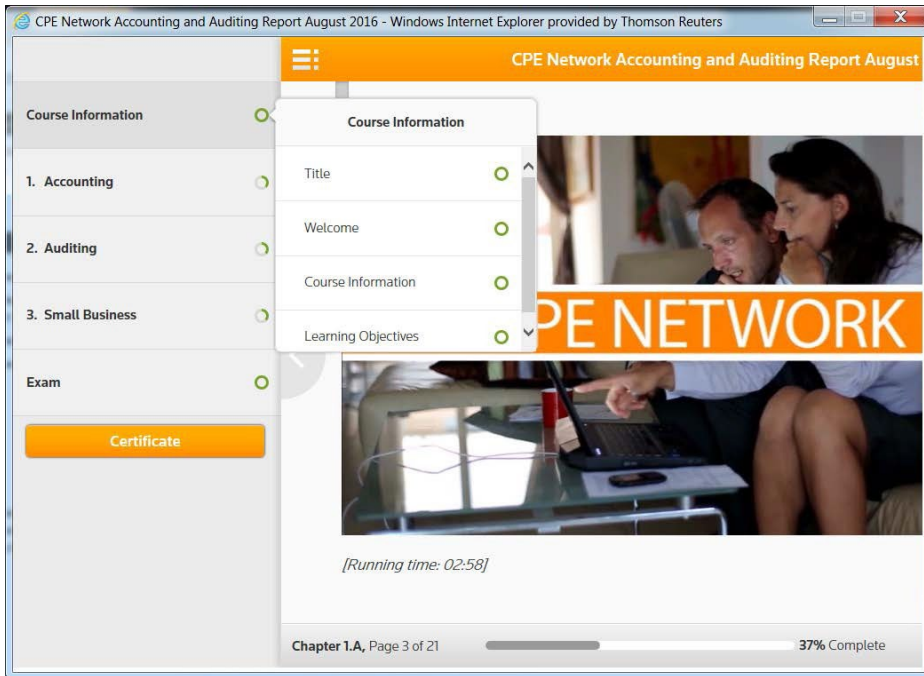 CPE Network Accounting and Auditing Report August 2016 - Windows Internet Explorer provided by Thomson Reuters
CPE Network Accounting and Auditing Report August
Course Information
1. Accounting
2. Auditing
3. Small Business
Exam
Certificate
Course Information
Title
Welcome
Course Information
Learning Objectives
PE NETWORK
[Running time: 02:58]
Chapter 1.A, Page 3 of 21
37% Complete